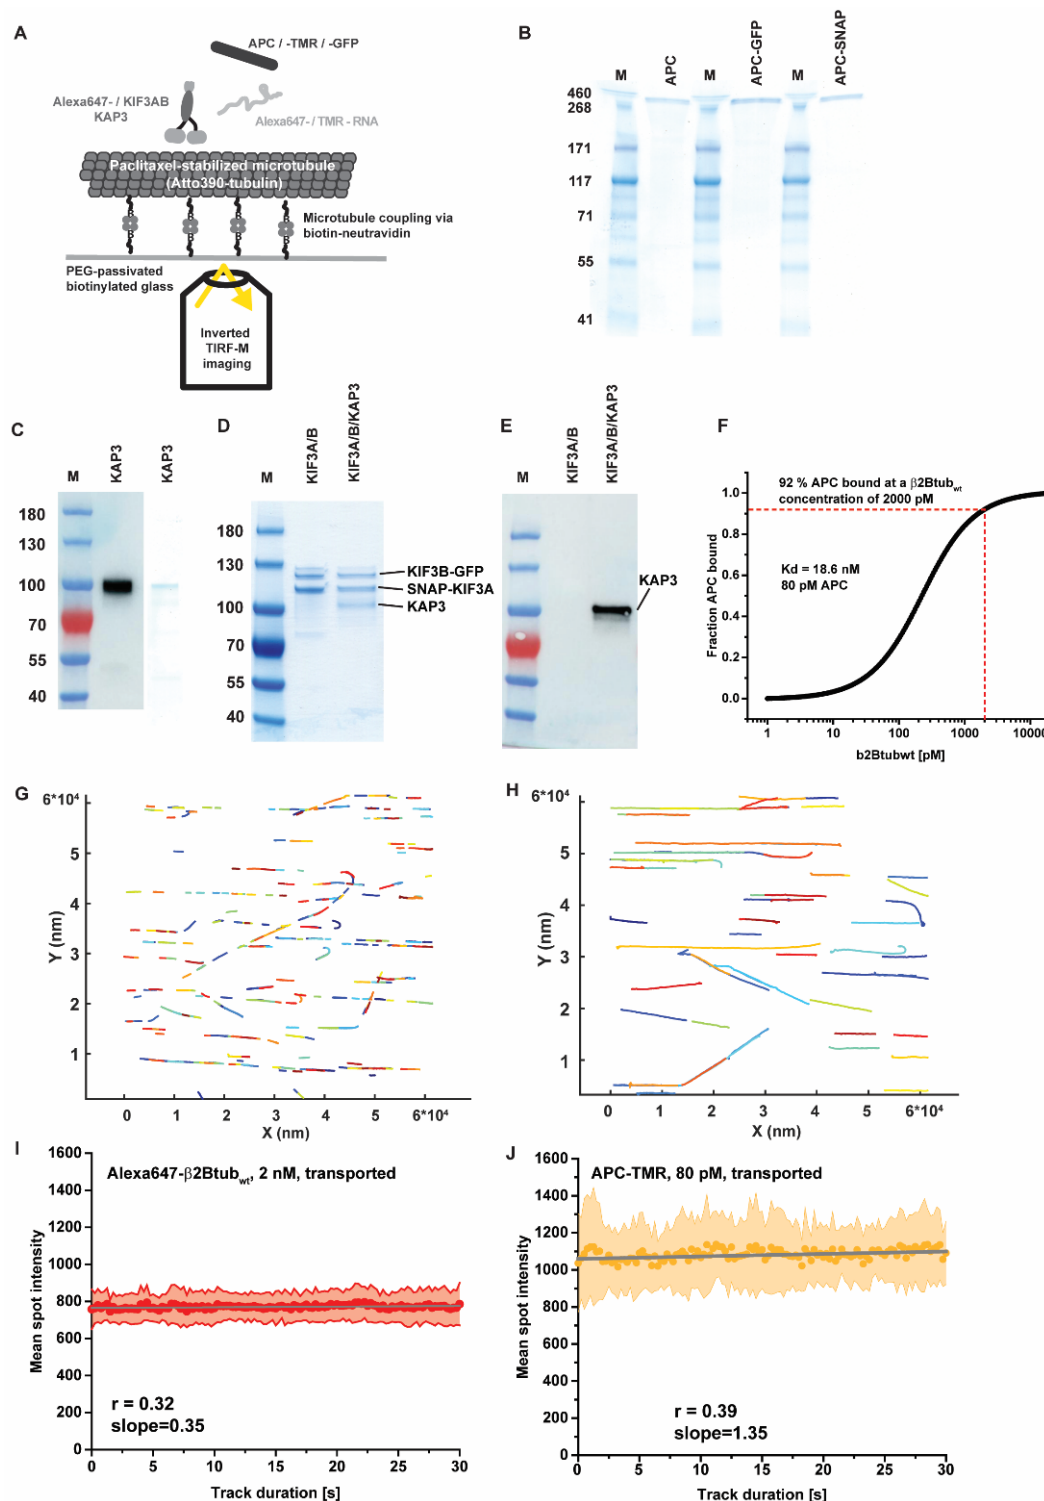 A
APC / -TMR / -GFP
Alexa647- / KIF3AB
KAP3
Alexa647- / TMR - RNA
Paclitaxel-stabilized microtubule
(Atto390-tubulin)
Microtubule coupling via
biotin-neutravidin
PEG-passivated
biotinylated glass
Inverted
TIRF-M
imaging
B
M
APC
M
APC-GFP
M
APC-SNAP
460
268
171
117
71
55
41
C
M
KAP3
KAP3
180
130
100
70
55
40
D
M
KIF3A/B
KIF3A/B/KAP3
180
130
100
70
55
40
KIF3B-GFP
SNAP-KIF3A
KAP3
E
M
KIF3A/B
KIF3A/B/KAP3
KAP3
F
92 % APC bound at a β2Btubwt
concentration of 2000 pM
Kd = 18.6 nM
80 pM APC
Fraction APC bound
1.0
0.8
0.6
0.4
0.2
0.0
1
10
100
1000
10000
b2Btubwt [pM]
G
6*10⁴
5
4
3
2
1
Y (nm)
0
1
2
3
4
5
6*10⁴
X (nm)
H
6*10⁴
5
4
3
2
1
Y (nm)
0
1
2
3
4
5
6*10⁴
X (nm)
I
Alexa647-β2Btubwt, 2 nM, transported
1600
1400
1200
1000
800
600
400
200
0
Mean spot intensity
r = 0.32
slope=0.35
0
5
10
15
20
25
30
Track duration [s]
J
APC-TMR, 80 pM, transported
1600
1400
1200
1000
800
600
400
200
0
Mean spot intensity
r = 0.39
slope=1.35
0
5
10
15
20
25
30
Track duration [s]